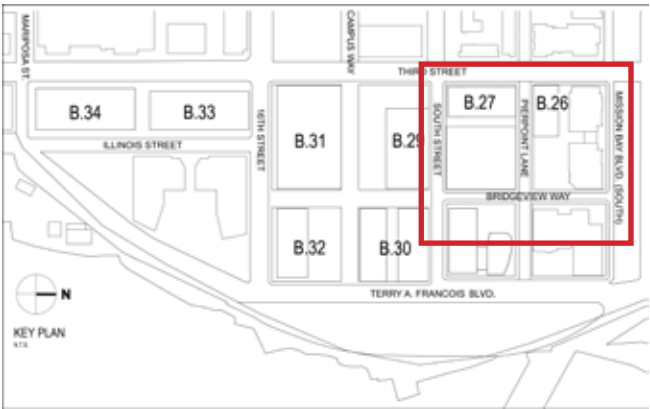 MARIPOSA ST.
CAMPUS WAY
THIRD STREET
B.34
B.33
B.31
B.29
B.27
B.26
ILLINOIS STREET
16TH STREET
SOUTH STREET
PIERPOINT LANE
MISSION BAY BLVD (SOUTH)
BRIDGEVIEW WAY
B.32
B.30
TERRY A. FRANCOIS BLVD.
N
KEY PLAN
N.T.S.